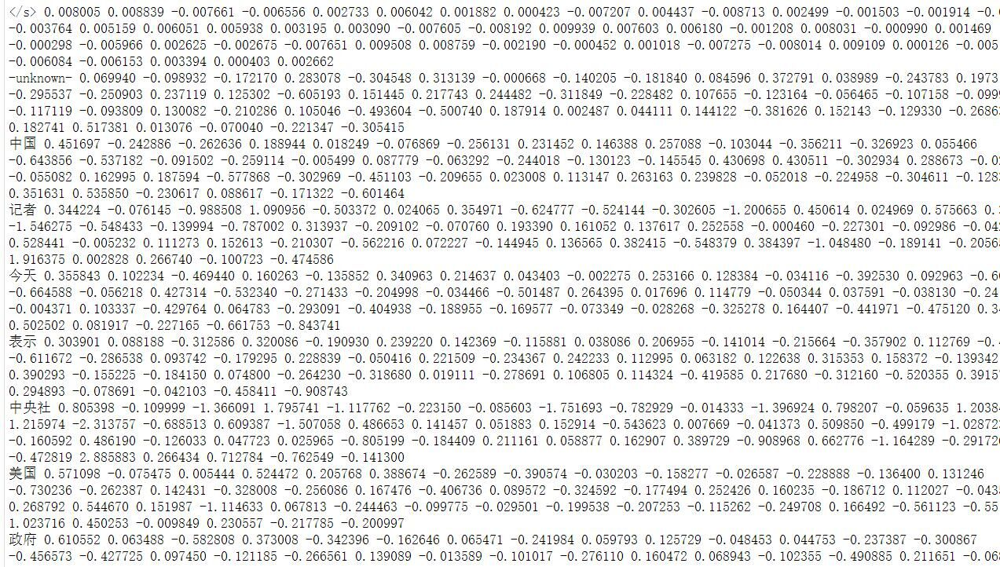 </s> 0.008005 0.008839 -0.007661 -0.006556 0.002733 0.006042 0.001882 0.000423 -0.007207 0.004437 -0.008713 0.002499 -0.001503 -0.001914
-0.003764 0.005159 0.006051 0.005938 0.003195 0.003090 -0.007605 -0.008192 0.009939 0.007603 0.006180 -0.001208 0.008031 -0.000990 0.001469
-0.000298 -0.005966 0.002625 -0.002675 -0.007651 0.009508 0.008759 -0.002190 -0.000452 0.001018 -0.007275 -0.008014 0.009109 0.000126 -0.005
-0.006084 -0.006153 0.003394 0.000403 0.002662
-unknown- 0.069940 -0.098932 -0.172170 0.283078 -0.304548 0.313139 -0.000668 -0.140205 -0.181840 0.084596 0.372791 0.038989 -0.243783 0.1973
-0.295537 -0.250903 0.237119 0.125302 -0.605193 0.151445 0.217743 0.244482 -0.311849 -0.228482 0.107655 -0.123164 -0.056465 -0.107158 -0.099
-0.117119 -0.093809 0.130082 -0.210286 0.105046 -0.493604 -0.500740 0.187914 0.002487 0.044111 0.144122 -0.381626 0.152143 -0.129330 -0.2686
0.182741 0.517381 0.013076 -0.070040 -0.221347 -0.305415
中国 0.451697 -0.242886 -0.262636 0.188944 0.018249 -0.076869 -0.256131 0.231452 0.146388 0.257088 -0.103044 -0.356211 -0.326923 0.055466
-0.643856 -0.537182 -0.091502 -0.259114 -0.005499 0.087779 -0.063292 -0.244018 -0.130123 -0.145545 0.430698 0.430511 -0.302934 0.288673 -0.0
-0.055082 0.162995 0.187594 -0.577868 -0.302969 -0.451103 -0.209655 0.023008 0.113147 0.263163 0.239828 -0.052018 -0.224958 -0.304611 -0.128
0.351631 0.535850 -0.230617 0.088617 -0.171322 -0.601464
记者 0.344224 -0.076145 -0.988508 1.090956 -0.503372 0.024065 0.354971 -0.624777 -0.524144 -0.302605 -1.200655 0.450614 0.024969 0.575663
-1.546275 -0.548433 -0.139994 -0.787002 0.313937 -0.209102 -0.070760 0.193390 0.161052 0.137617 0.252558 -0.000460 -0.227301 -0.092986 -0.04
0.528441 -0.005232 0.111273 0.152613 -0.210307 -0.562216 0.072227 -0.144945 0.136565 0.382415 -0.548379 0.384397 -1.048480 -0.189141 -0.2056
1.916375 0.002828 0.266740 -0.100723 -0.474586
今天 0.355843 0.102234 -0.469440 0.160263 -0.135852 0.340963 0.214637 0.043403 -0.002275 0.253166 0.128384 -0.034116 -0.392530 0.092963
-0.664588 -0.056218 0.427314 -0.532340 -0.271433 -0.204998 -0.034466 -0.501487 0.264395 0.017696 0.114779 -0.050344 0.037591 -0.038130 -0.24
-0.004371 0.103337 -0.429764 0.064783 -0.293091 -0.404938 -0.188955 -0.169577 -0.073349 -0.028268 -0.325278 0.164407 -0.441971 -0.475120
0.502502 0.081917 -0.227165 -0.661753 -0.843741
表示 0.303901 0.088188 -0.312586 0.320086 -0.190930 0.239220 0.142369 -0.115881 0.038086 0.206955 -0.141014 -0.215664 -0.357902 0.112769
-0.611672 -0.286538 0.093742 -0.179295 0.228839 -0.050416 0.221509 -0.234367 0.242233 0.112995 0.063182 0.122638 0.315353 0.158372 -0.139342
0.390293 -0.155225 -0.184150 0.074800 -0.264230 -0.318680 0.019111 -0.278691 0.106805 0.114324 -0.419585 0.217680 -0.312160 -0.520355 0.3915
0.294893 -0.078691 -0.042103 -0.458411 -0.908743
中央社 0.805398 -0.109999 -1.366091 1.795741 -1.117762 -0.223150 -0.085603 -1.751693 -0.782929 -0.014333 -1.396924 0.798207 -0.059635 1.2038
1.215974 -2.313757 -0.688513 0.609387 -1.507058 0.486653 0.141457 0.051883 0.152914 -0.543623 0.007669 -0.041373 0.509850 -0.499179 -1.02872
-0.160592 0.486190 -0.126033 0.047723 0.025965 -0.805199 -0.184409 0.211161 0.058877 0.162907 0.389729 -0.908968 0.662776 -1.164289 -0.29172
-0.472819 2.885883 0.266434 0.712784 -0.762549 -0.141300
美国 0.571098 -0.075475 0.005444 0.524472 0.205768 0.388674 -0.262589 -0.390574 -0.030203 -0.158277 -0.026587 -0.228888 -0.136400 0.131246
-0.730236 -0.262387 0.142431 -0.328008 -0.256086 0.167476 -0.406736 0.089572 -0.324592 -0.177494 0.252426 0.160235 -0.186712 0.112027 -0.043
0.268792 0.544670 0.151987 -1.114633 0.067813 -0.244463 -0.099775 -0.029501 -0.199538 -0.207253 -0.115262 -0.249708 0.166492 -0.561123 -0.55
1.023716 0.450253 -0.009849 0.230557 -0.217785 -0.200997
政府 0.610552 0.063488 -0.582808 0.373008 -0.342396 -0.162646 0.065471 -0.241984 0.059793 0.125729 -0.048453 0.044753 -0.237387 -0.300867
-0.456573 -0.427725 0.097450 -0.121185 -0.266561 0.139089 -0.013589 -0.101017 -0.276110 0.160472 0.068943 -0.102355 -0.490885 0.211651 -0.06